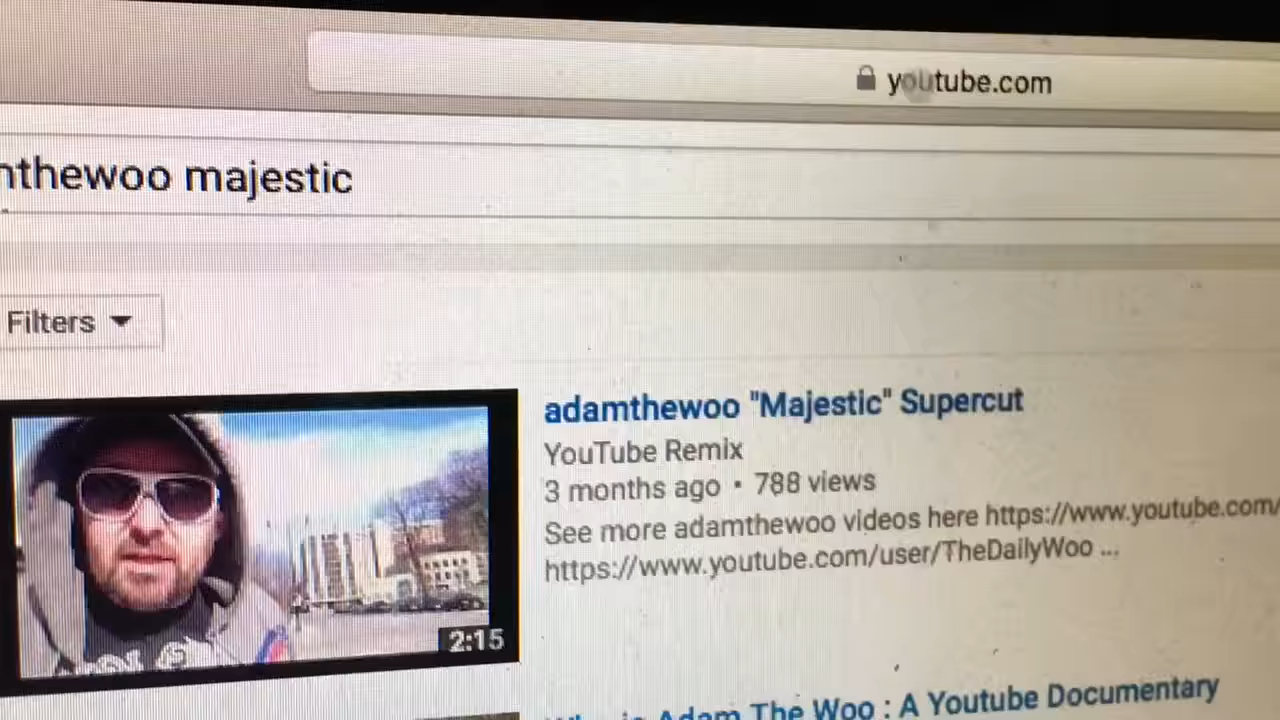 youtube.com
nthewoo majestic
Filters
adamthewoo "Majestic" Supercut
YouTube Remix
3 months ago • 788 views
See more adamthewoo videos here https://www.youtube.com/
https://www.youtube.com/user/TheDailyWoo ...
2:15
Adam The Woo : A Youtube Documentary